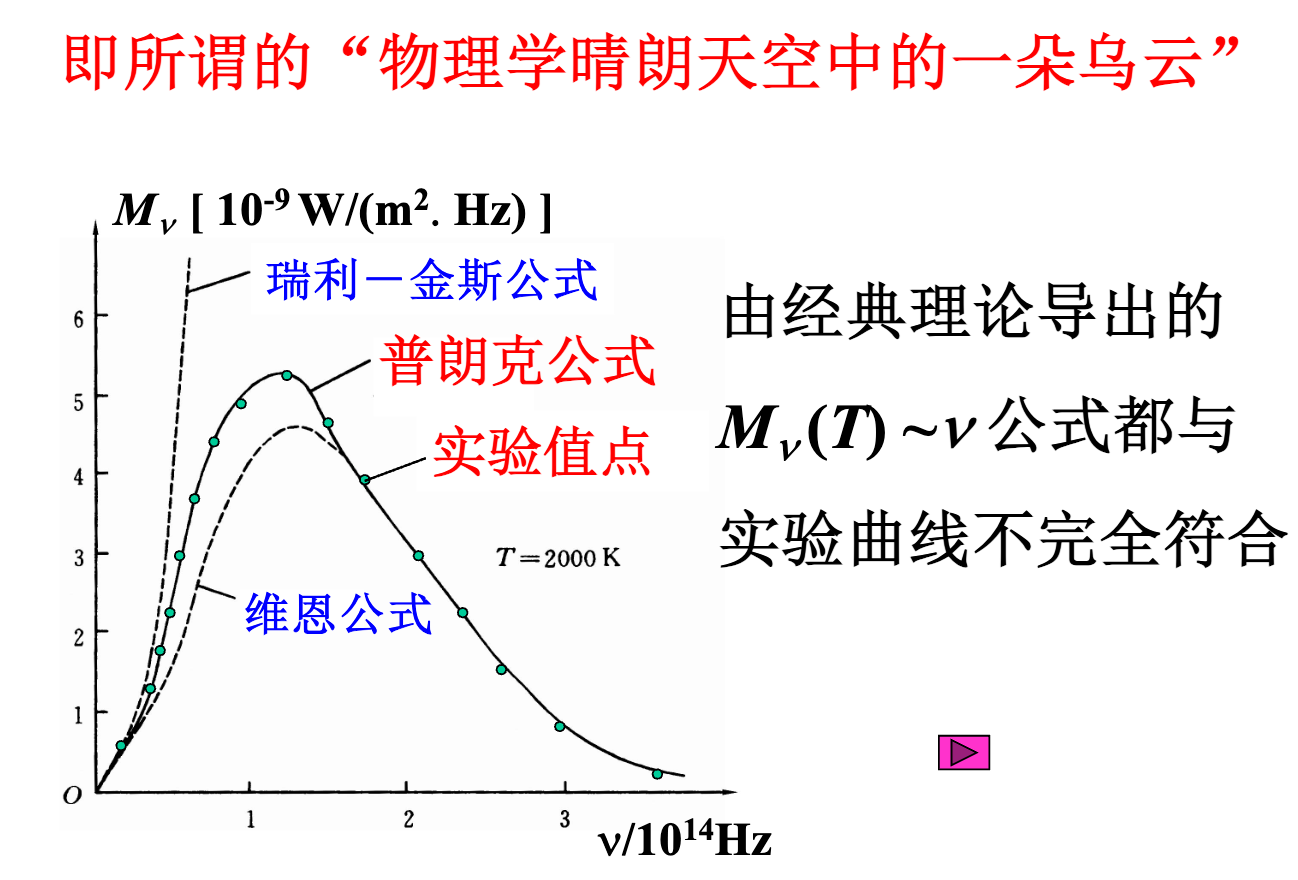 即所谓的“物理学晴朗天空中的一朵乌云”
Mν [ 10-9 W/(m2. Hz) ]
瑞利－金斯公式
普朗克公式
实验值点
维恩公式
T＝2000 K
6
5
4
3
2
1
O
1
2
3
ν/1014Hz
由经典理论导出的
Mν(T) ~ν 公式都与
实验曲线不完全符合